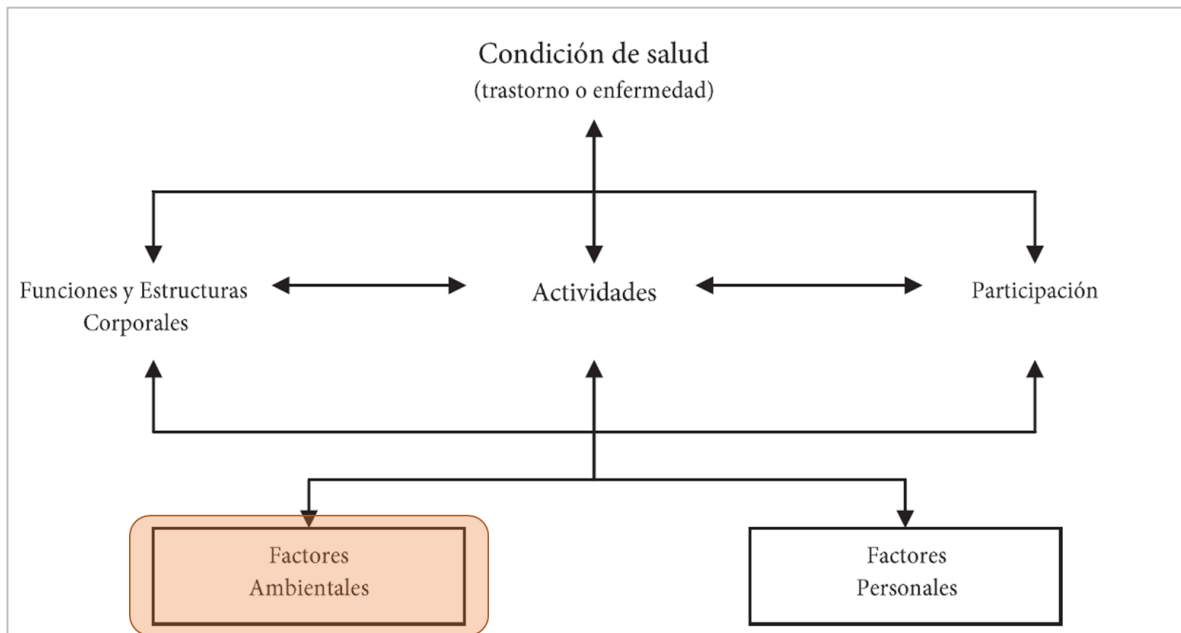 Condición de salud
(trastorno o enfermedad)
Funciones y Estructuras
Corporales
Actividades
Participación
Factores
Ambientales
Factores
Personales